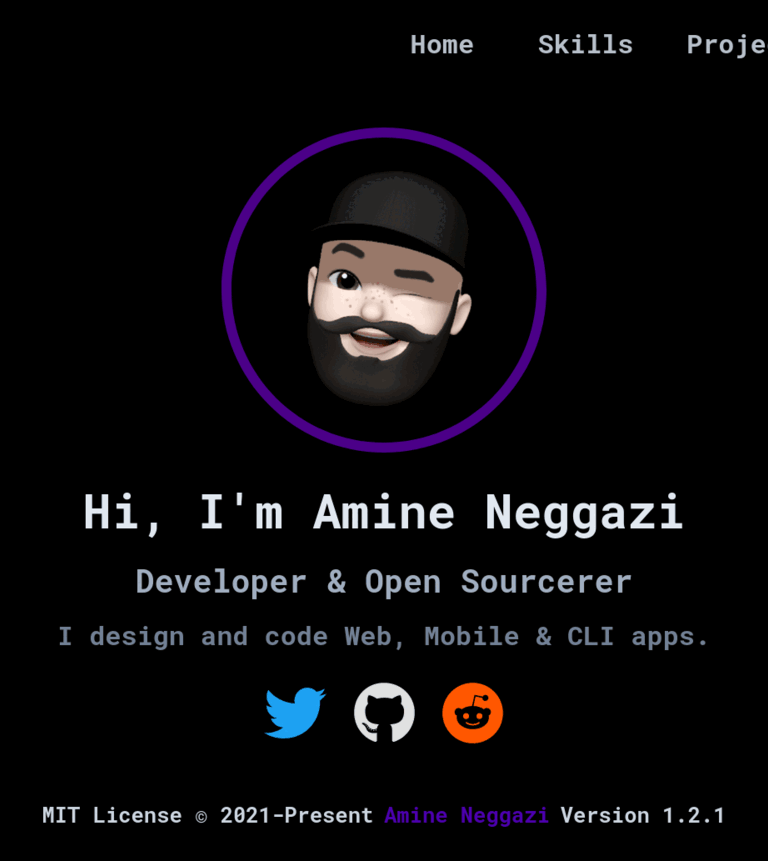 Home Skills
Hi, I'm Amine Neggazi
Developer & Open Sourcerer
I design and code Web, Mobile & CLI apps.
MIT License © 2021-Present Amine Neggazi Version 1.2.1